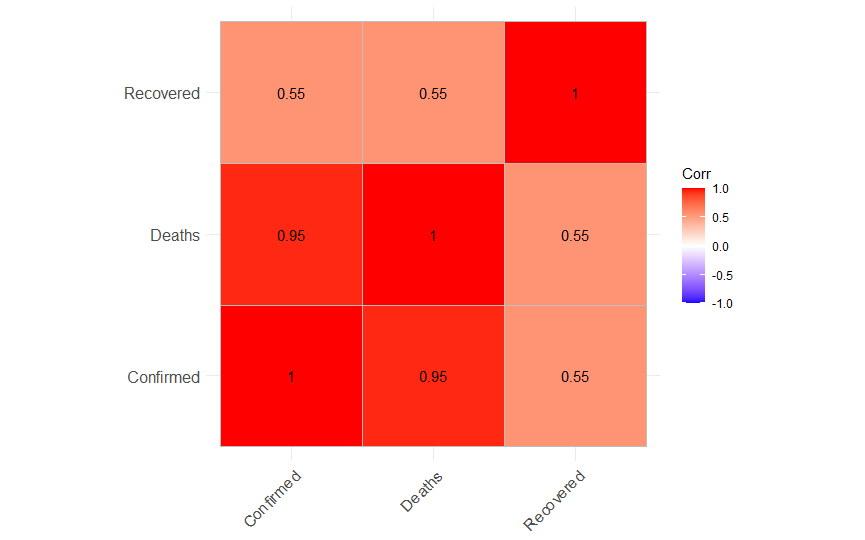 Recovered
0.55
0.55
1
Corr
1.0
0.5
0.0
-0.5
-1.0
Deaths
0.95
1
0.55
Confirmed
1
0.95
0.55
Confirmed
Deaths
Recovered